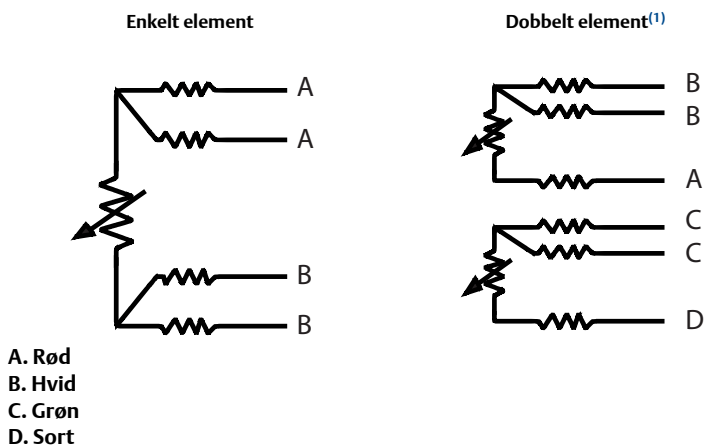 Enkelt element
Dobbelt element(1)
A
A
B
B
B
B
A
C
C
D
A. Rød
B. Hvid
C. Grøn
D. Sort